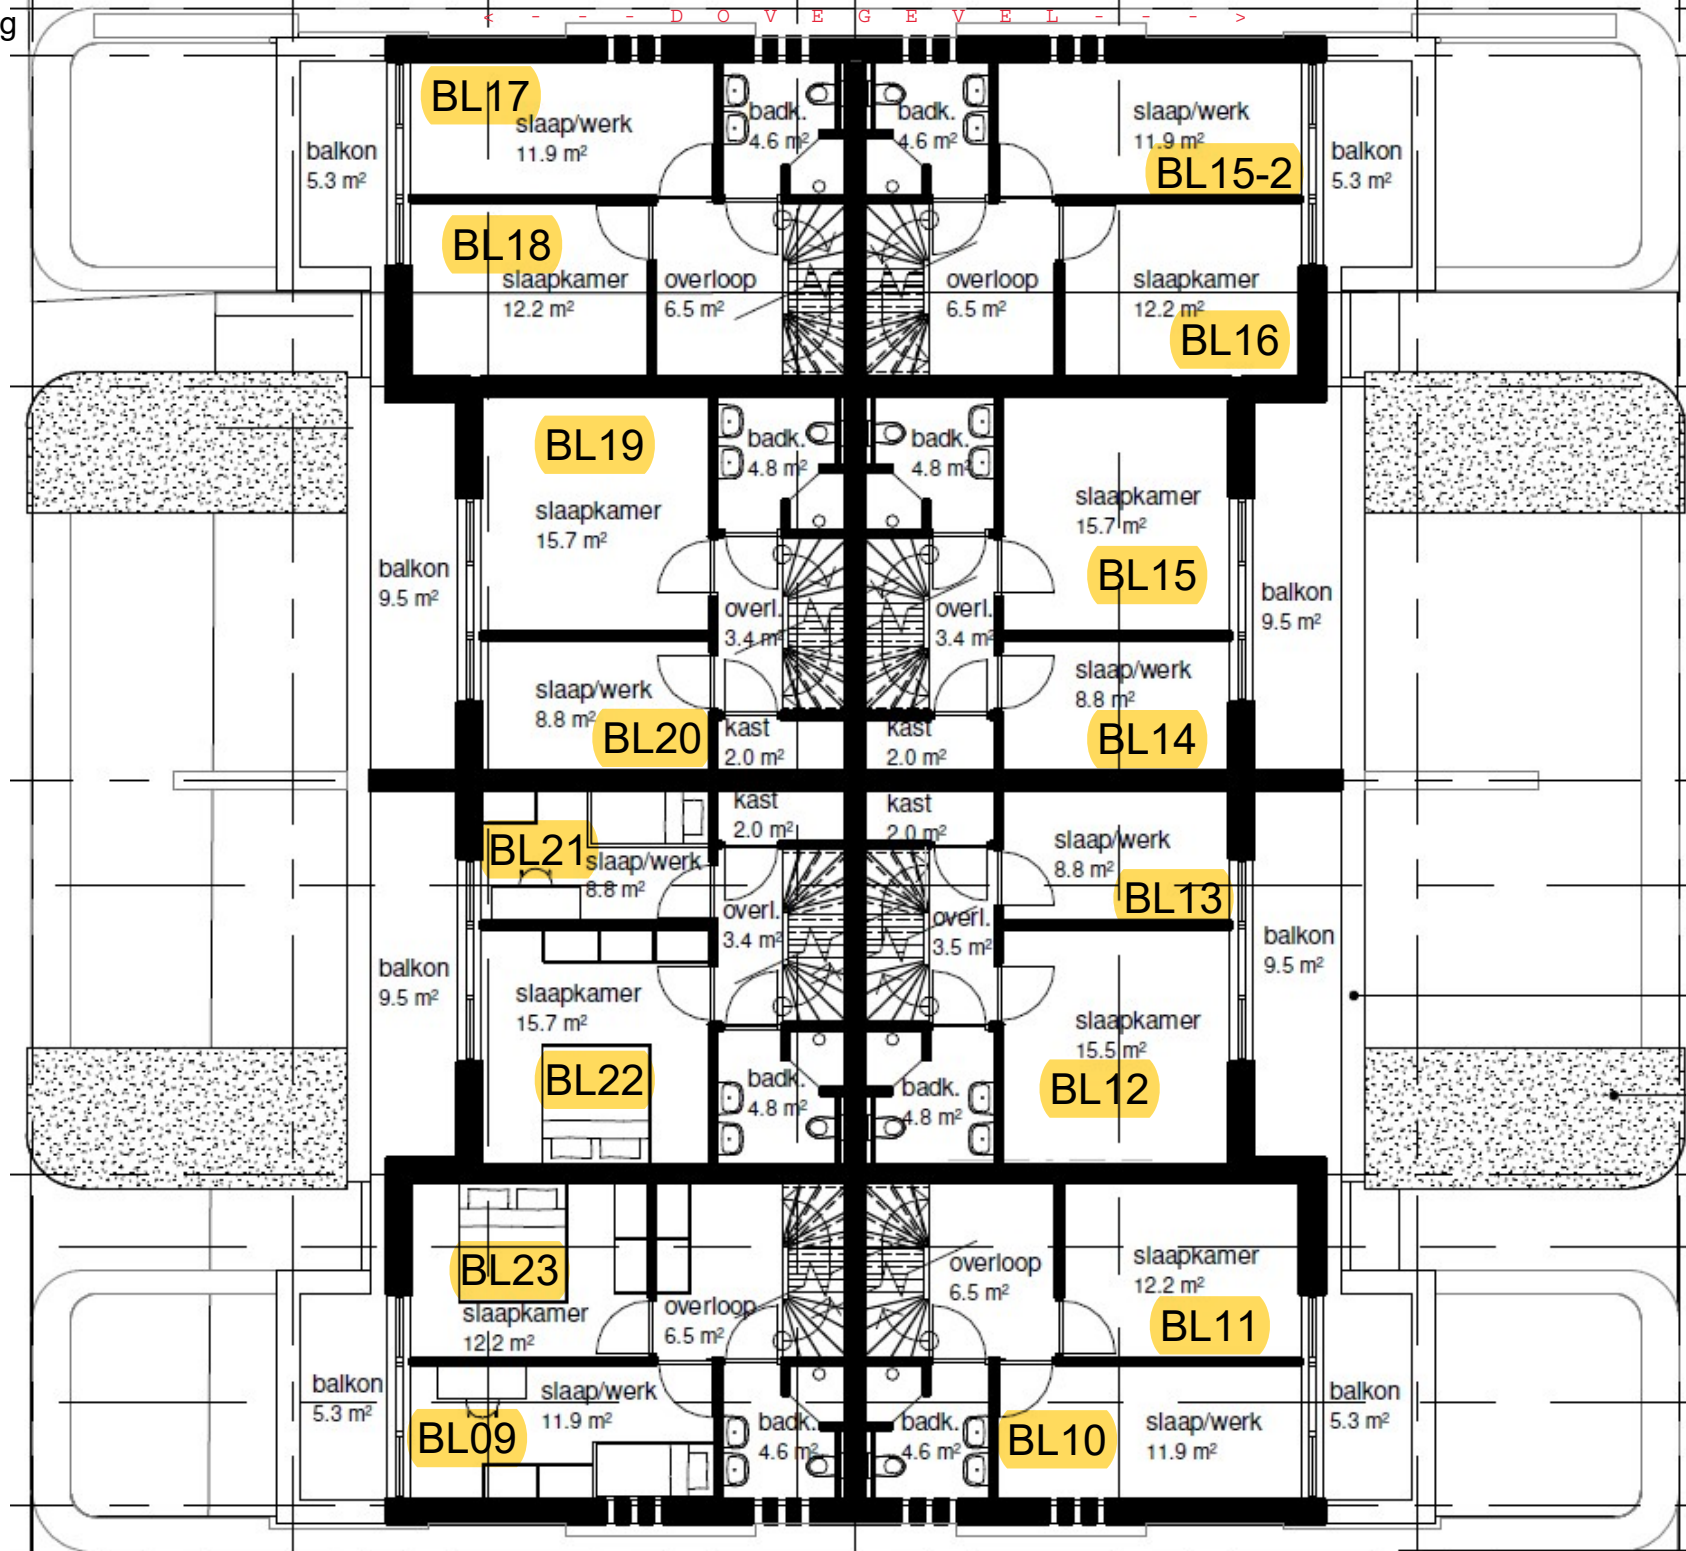 g
< - - - D O V E G E V E L - - - >
BL17
slaap/werk
11.9 m²
badk.
4.6 m²
badk.
4.6 m²
slaap/werk
11.9 m²
BL15-2
balkon
5.3 m²
balkon
5.3 m²
BL18
slaapkamer
12.2 m²
overloop
6.5 m²
overloop
6.5 m²
slaapkamer
12.2 m²
BL16
BL19
slaapkamer
15.7 m²
badk.
4.8 m²
badk.
4.8 m²
slaapkamer
15.7 m²
BL15
balkon
9.5 m²
overl.
3.4 m²
overl.
3.4 m²
balkon
9.5 m²
slaap/werk
8.8 m²
BL20
kast
2.0 m²
kast
2.0 m²
slaap/werk
8.8 m²
BL14
BL21
slaap/werk
8.8 m²
kast
2.0 m²
kast
2.0 m²
slaap/werk
8.8 m²
BL13
overl.
3.4 m²
overl.
3.5 m²
balkon
9.5 m²
balkon
9.5 m²
slaapkamer
15.7 m²
BL22
badk.
4.8 m²
badk.
4.8 m²
slaapkamer
15.5 m²
BL12
BL23
slaapkamer
12.2 m²
overloop
6.5 m²
overloop
6.5 m²
slaapkamer
12.2 m²
BL11
balkon
5.3 m²
slaap/werk
11.9 m²
BL09
badk.
4.6 m²
badk.
4.6 m²
BL10
slaap/werk
11.9 m²
balkon
5.3 m²